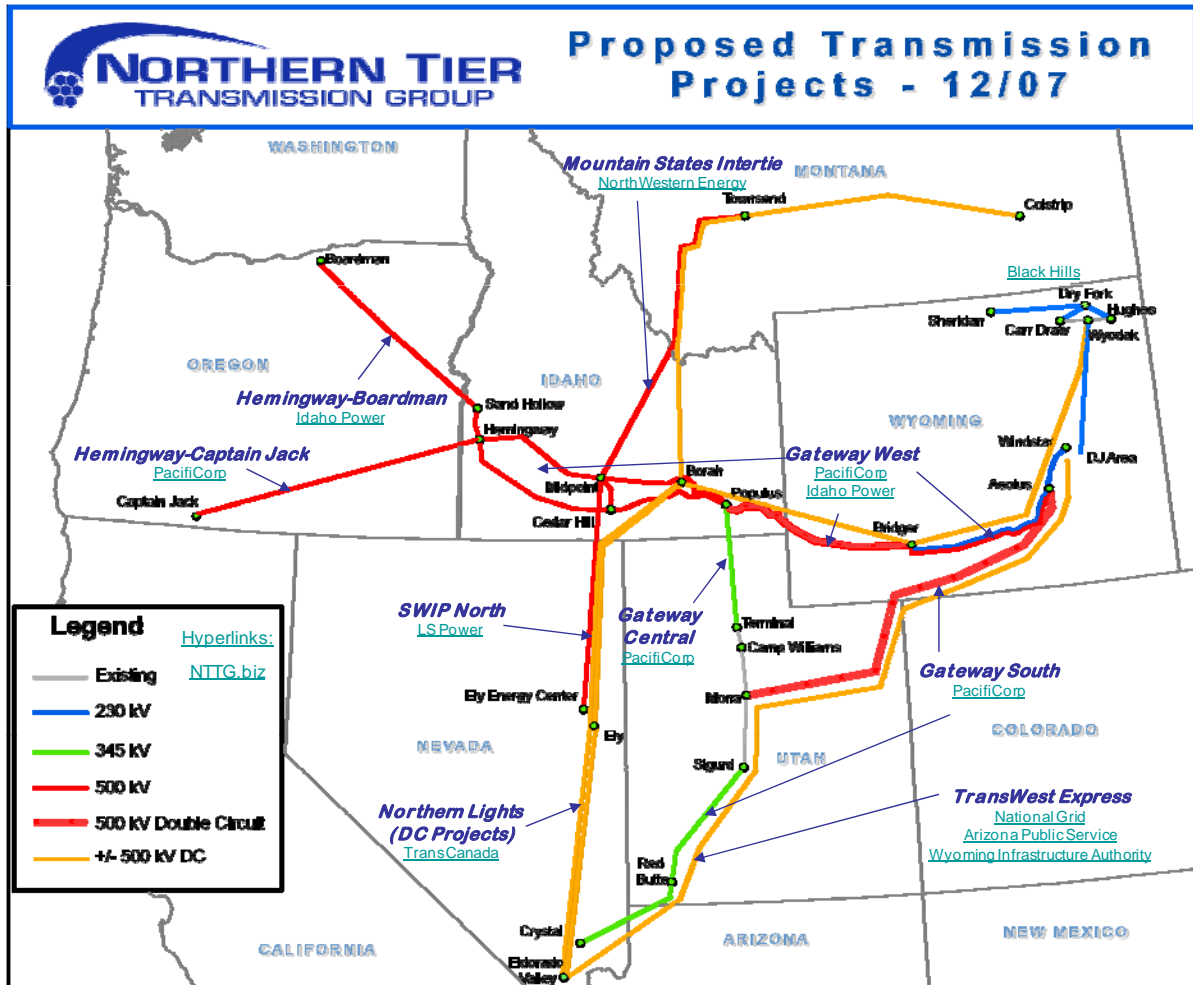 NORTHERN TIER
TRANSMISSION GROUP
Proposed Transmission
Projects - 12/07
WASHINGTON
Mountain States Intertie
NorthWestern Energy
MONTANA
Townsend
Colstrip
Boardman
Black Hills
Dry Fork
Hughes
Sheridan
Carr Draw
Wyodak
OREGON
IDAHO
Hemingway-Boardman
Idaho Power
Sand Hollow
Hemingway
WYOMING
Windstar
DJ Area
Hemingway-Captain Jack
PacifiCorp
Gateway West
PacifiCorp
Idaho Power
Aeolus
Borah
Midpoint
Populus
Captain Jack
Cedar Hill
Bridger
Legend
Hyperlinks:
NTTG.biz
Existing
230 kV
345 kV
500 kV
500 kV Double Circuit
+/- 500 kV DC
SWIP North
LS Power
Gateway
Central
PacifiCorp
Terminal
Camp Williams
Gateway South
PacifiCorp
Ely Energy Center
Mona
Ely
NEVADA
COLORADO
Sigurd
UTAH
Northern Lights
(DC Projects)
TransCanada
TransWest Express
National Grid
Arizona Public Service
Wyoming Infrastructure Authority
Red
Butte
Crystal
CALIFORNIA
ARIZONA
NEW MEXICO
Eldorado
Valley